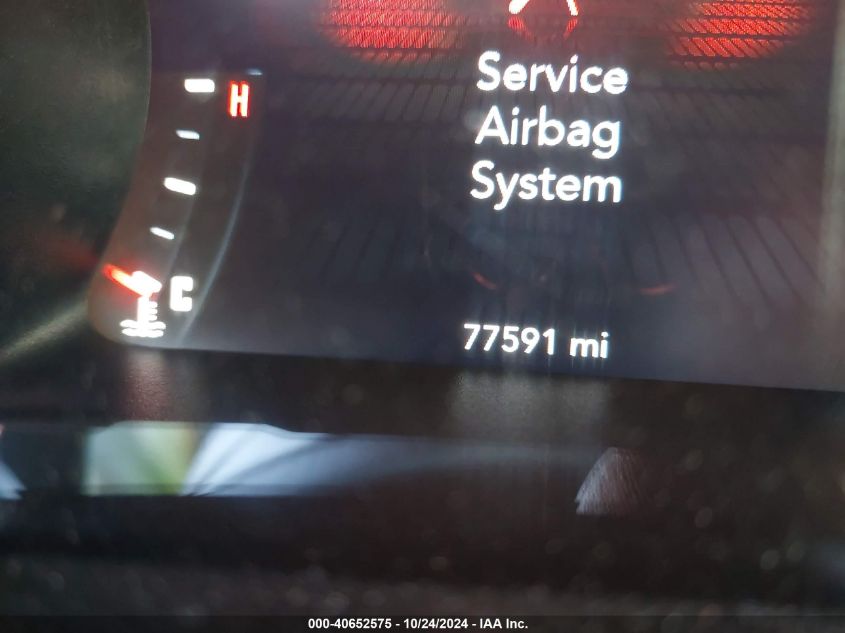 H
Service
Airbag
System
C
77591 mi
000-40652575 - 10/24/2024 - IAA Inc.